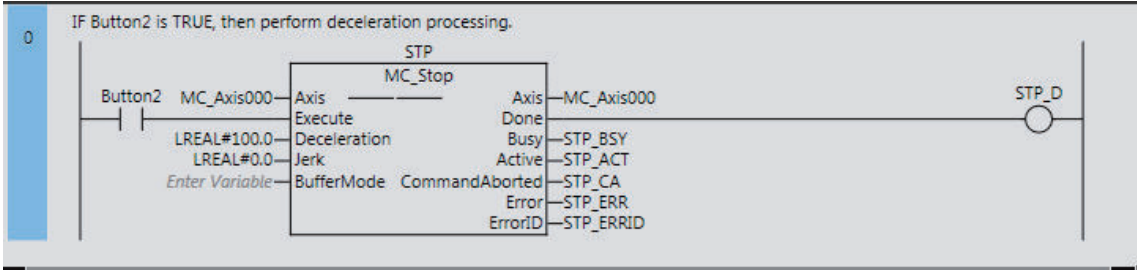 0
IF Button2 is TRUE, then perform deceleration processing.
STP
MC_Stop
Button2 MC_Axis000 Axis Axis MC_Axis000 STP_D
Execute Done
LREAL#100.0 Deceleration Busy STP_BSY
LREAL#0.0 Jerk Active STP_ACT
Enter Variable BufferMode CommandAborted STP_CA
Error STP_ERR
ErrorID STP_ERRID